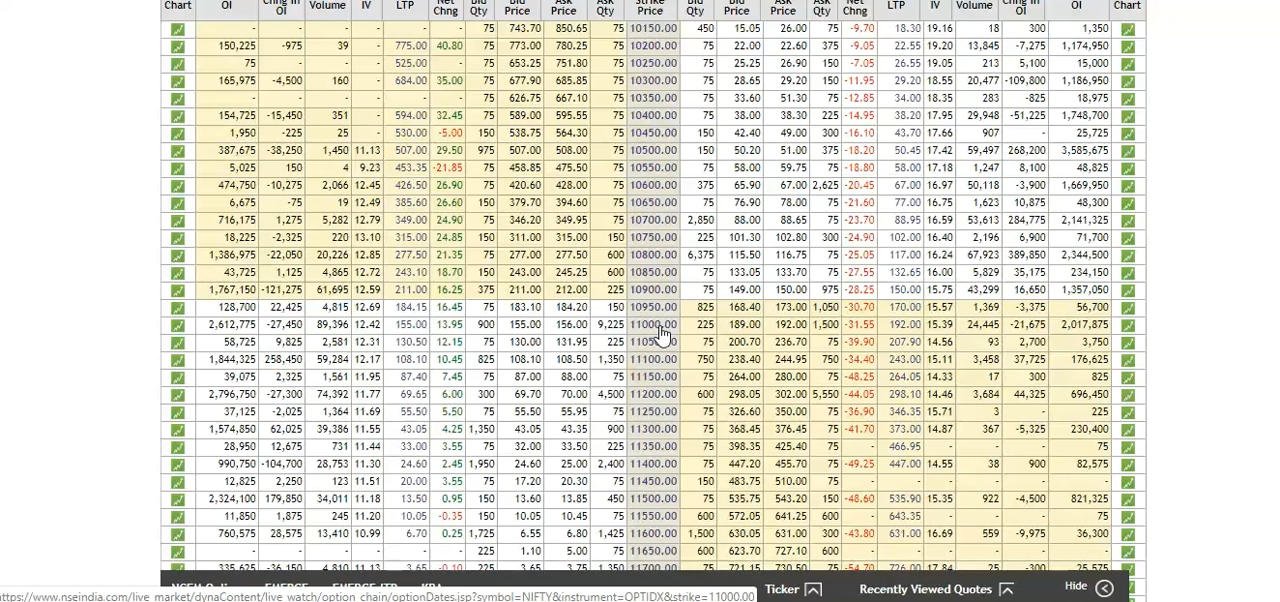 Chart OI Chng in OI Volume IV LTP Net Chng Bid Qty Bid Price Ask Price Ask Qty Strike Price Bid Qty Bid Price Ask Price Ask Qty Net Chng LTP IV Volume Chng in OI OI Chart
- - - - - - 75 743.70 850.65 75 10150.00 450 15.05 26.00 75 -9.70 18.30 19.16 18 300 1,350
150,225 -975 39 - 775.00 40.80 75 773.00 780.25 75 10200.00 75 22.00 22.60 375 -9.05 22.55 19.20 13,845 -7,275 1,174,950
75 - - - 525.00 - 75 653.25 751.80 75 10250.00 75 25.25 26.90 150 -7.05 26.55 19.05 213 5,100 15,000
165,975 -4,500 160 - 684.00 35.00 75 677.90 685.85 75 10300.00 75 28.65 29.20 150 -11.95 29.20 18.55 20,477 -109,800 1,186,950
- - - - - - 75 626.75 667.10 75 10350.00 75 33.60 51.30 75 -12.85 34.00 18.35 283 -825 18,975
154,725 -15,450 351 - 594.00 32.45 75 589.00 595.55 75 10400.00 75 38.00 38.30 225 -14.95 38.20 17.95 29,948 -51,225 1,748,700
1,950 -225 25 - 530.00 -5.00 150 538.75 564.30 75 10450.00 150 42.40 49.00 300 -16.10 43.70 17.66 907 - 25,725
387,675 -38,250 1,450 11.13 507.00 29.50 975 507.00 508.00 75 10500.00 150 50.20 51.00 375 -18.20 50.45 17.42 59,497 268,200 3,585,675
5,025 150 4 9.23 453.35 -21.85 75 458.85 475.50 75 10550.00 75 58.00 59.75 75 -18.80 58.00 17.18 1,247 8,100 48,825
474,750 -10,275 2,066 12.45 426.50 26.90 75 420.60 428.00 75 10600.00 375 65.90 67.00 2,625 -20.45 67.00 16.97 50,118 -3,900 1,669,950
6,675 -75 19 12.49 385.60 26.60 150 379.70 394.60 75 10650.00 75 76.90 78.00 75 -21.60 77.00 16.75 1,623 10,875 48,300
716,175 1,275 5,282 12.79 349.00 24.90 75 346.20 349.95 75 10700.00 2,850 88.00 88.65 75 -23.70 88.95 16.59 53,613 284,775 2,141,325
18,225 -2,325 220 13.10 315.00 24.85 150 311.00 315.00 150 10750.00 225 101.30 102.80 300 -24.90 102.00 16.40 2,196 6,900 71,700
1,386,975 -22,050 20,226 12.85 277.50 21.35 75 277.00 277.50 600 10800.00 6,375 115.50 116.75 75 -25.05 117.00 16.24 67,923 389,850 2,344,500
43,725 1,125 4,865 12.72 243.10 18.70 150 243.00 245.25 600 10850.00 75 133.05 133.70 75 -27.55 132.65 16.00 5,829 35,175 234,150
1,767,150 -121,275 61,695 12.59 211.00 16.25 375 211.00 212.00 225 10900.00 75 149.00 150.00 975 -28.25 150.00 15.75 43,299 16,650 1,357,050
128,700 22,425 4,815 12.69 184.15 16.45 75 183.10 184.20 150 10950.00 825 168.40 173.00 1,050 -30.70 170.00 15.57 1,369 -3,375 56,700
2,612,775 -27,450 89,396 12.42 155.00 13.95 900 155.00 156.00 9,225 11000.00 225 189.00 192.00 1,500 -31.55 192.00 15.39 24,445 -21,675 2,017,875
58,725 9,825 2,581 12.31 130.50 12.15 75 130.00 131.95 225 75 200.70 236.70 75 -39.90 207.90 14.56 93 2,700 3,750
1,844,325 258,450 59,284 12.17 108.10 10.45 825 108.10 108.50 1,350 11100.00 750 238.40 244.95 750 -34.40 243.00 15.11 3,458 37,725 176,625
39,075 2,325 1,561 11.95 87.40 7.45 75 87.00 88.00 75 11150.00 75 264.00 280.00 75 -48.25 264.05 14.33 17 300 825
2,796,750 -27,300 74,392 11.77 69.65 6.00 300 69.70 70.00 4,500 11200.00 600 298.05 302.00 5,550 -44.05 298.10 14.46 3,684 44,325 696,450
37,125 -2,025 1,364 11.69 55.50 5.50 75 55.55 55.95 75 11250.00 75 326.60 350.00 75 -36.90 346.35 15.71 3 - 225
1,574,850 62,025 39,386 11.55 43.05 4.25 1,350 43.05 43.35 900 11300.00 75 368.45 376.45 75 -41.70 373.00 14.87 367 -5,325 230,400
28,950 12,675 731 11.44 33.00 3.55 75 32.00 33.50 225 11350.00 75 398.35 425.40 75 - 466.95 - - - 75
990,750 -104,700 28,753 11.30 24.60 2.45 1,950 24.60 25.00 2,400 11400.00 75 447.20 455.70 75 -49.25 447.00 14.55 38 900 82,575
12,825 2,250 123 11.51 20.00 3.55 75 17.20 20.30 75 11450.00 150 483.75 510.00 75 - - - - - -
2,324,100 179,850 34,011 11.18 13.50 0.95 150 13.60 13.85 450 11500.00 75 535.75 543.20 150 -48.60 535.90 15.35 922 -4,500 821,325
11,850 1,875 245 11.20 10.05 -0.35 150 10.05 10.45 75 11550.00 600 572.05 641.25 600 - 643.35 - - - 75
760,575 28,575 13,410 10.99 6.70 0.25 1,725 6.55 6.80 1,425 11600.00 1,500 630.05 631.00 300 -43.80 631.00 16.69 559 -9,975 36,300
- - - - - - 225 1.10 5.00 75 11650.00 600 623.70 727.10 600 - - - - - -
335,625 -36,150 4,810 11.13 3.65 -0.10 225 3.65 3.75 1,350 11700.00 75 721.15 730.50 75 -54.70 726.00 17.84 25 -300 25,575
Ticker Recently Viewed Quotes Hide
https://www.nseindia.com/live_market/dynaContent/live_watch/option_chain/optionDates.jsp?symbol=NIFTY&instrument=OPTIDX&strike=11000.00